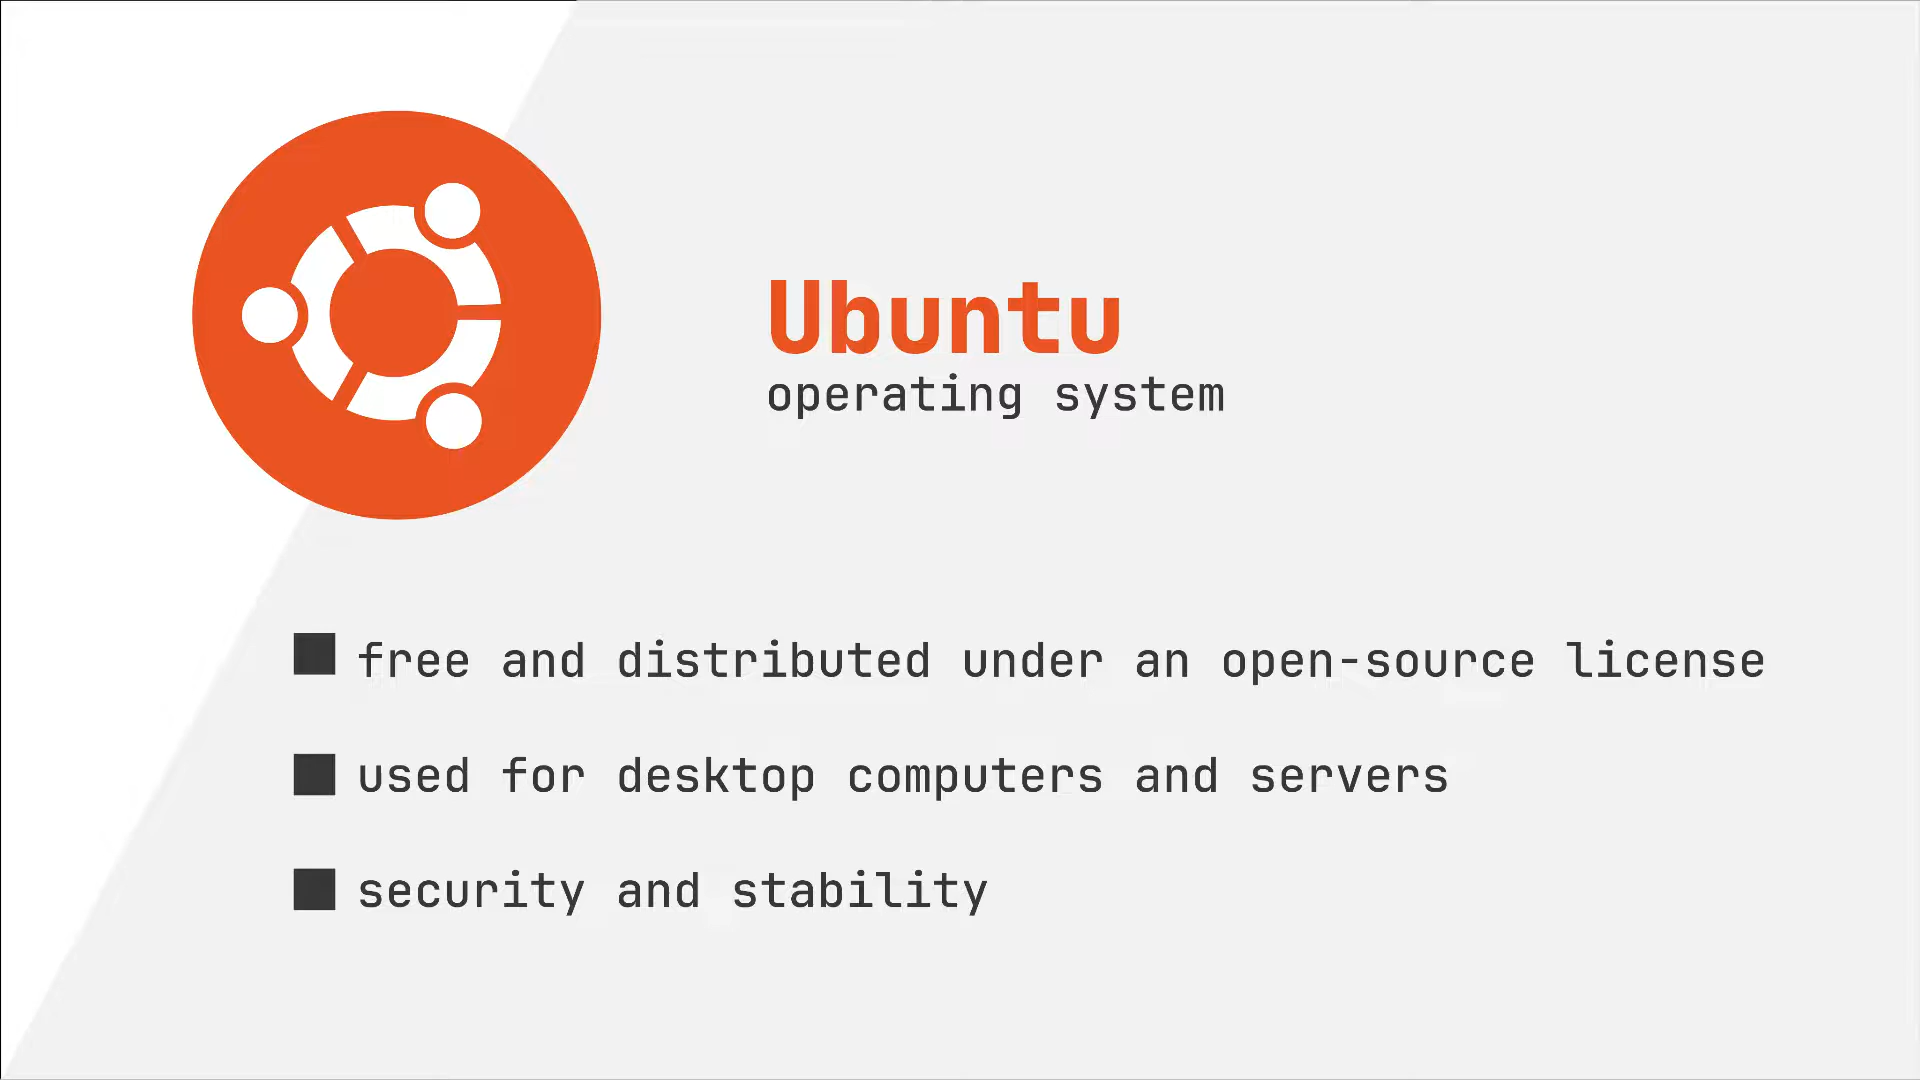 Ubuntu
operating system
free and distributed under an open-source license
used for desktop computers and servers
security and stability